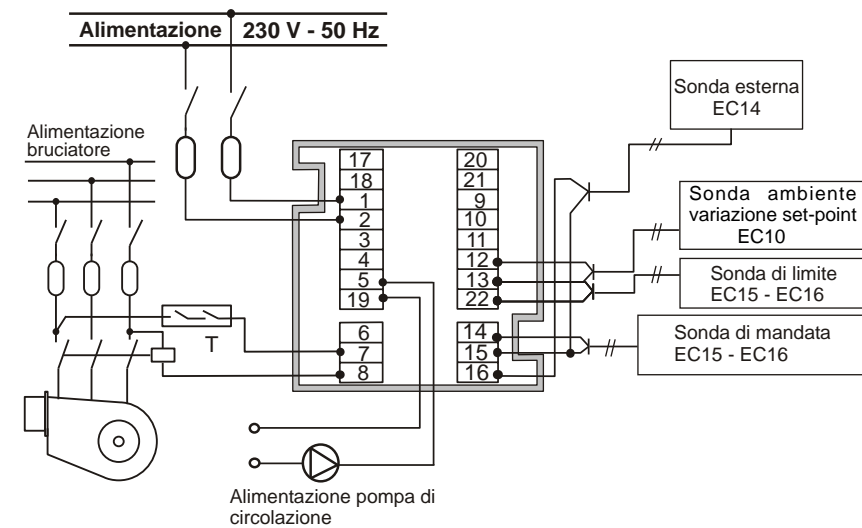 Alimentazione 230 V - 50 Hz
Alimentazione
bruciatore
T
17
18
1
2
3
4
5
19
6
7
8
20
21
9
10
11
12
13
22
14
15
16
Sonda esterna
EC14
Sonda ambiente
variazione set-point
EC10
Sonda di limite
EC15 - EC16
Sonda di mandata
EC15 - EC16
Alimentazione pompa di
circolazione